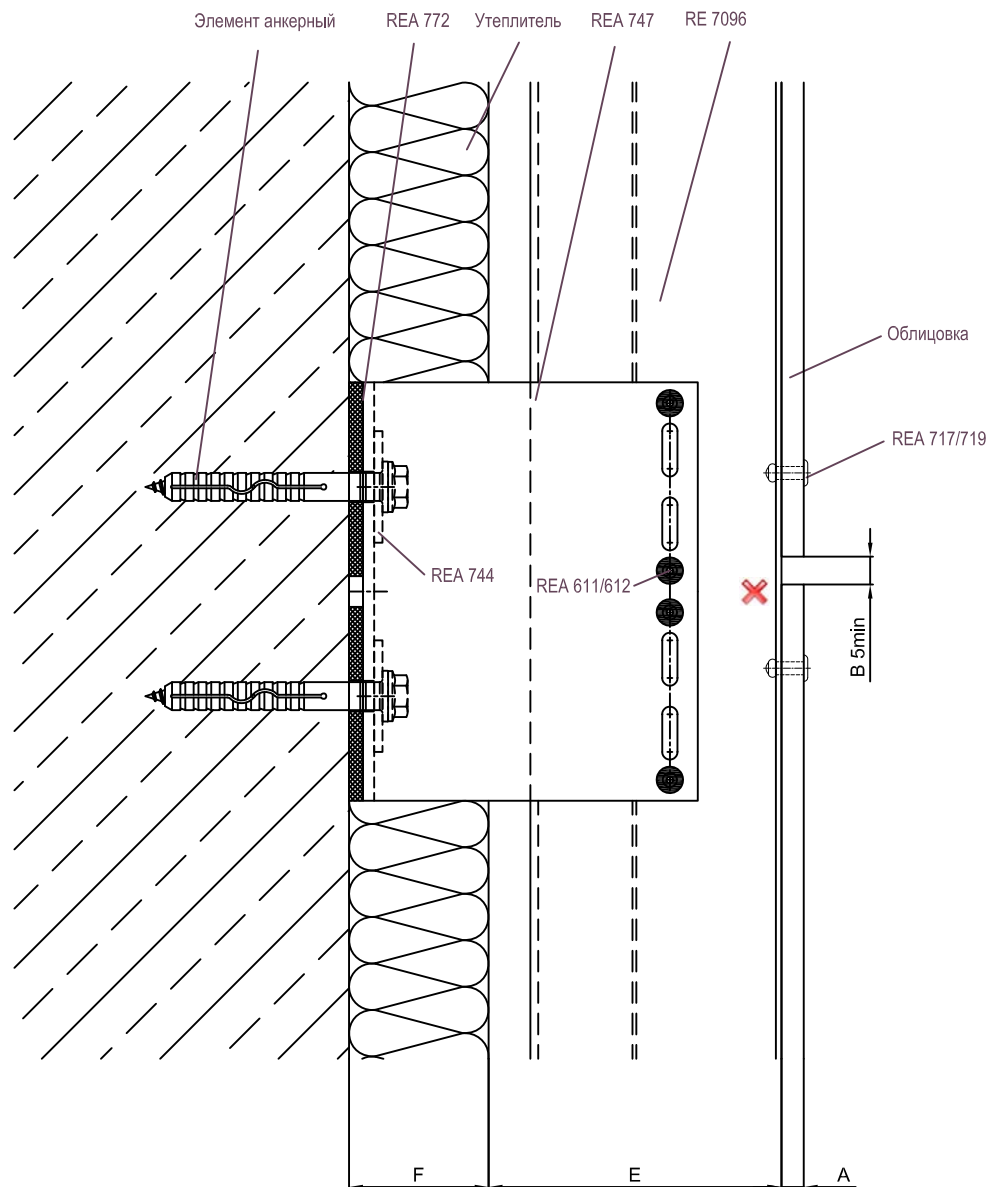 Элемент анкерный
REA 772
Утеплитель
REA 747
RE 7096
Облицовка
REA 717/719
REA 744
REA 611/612
B 5min
F
E
A